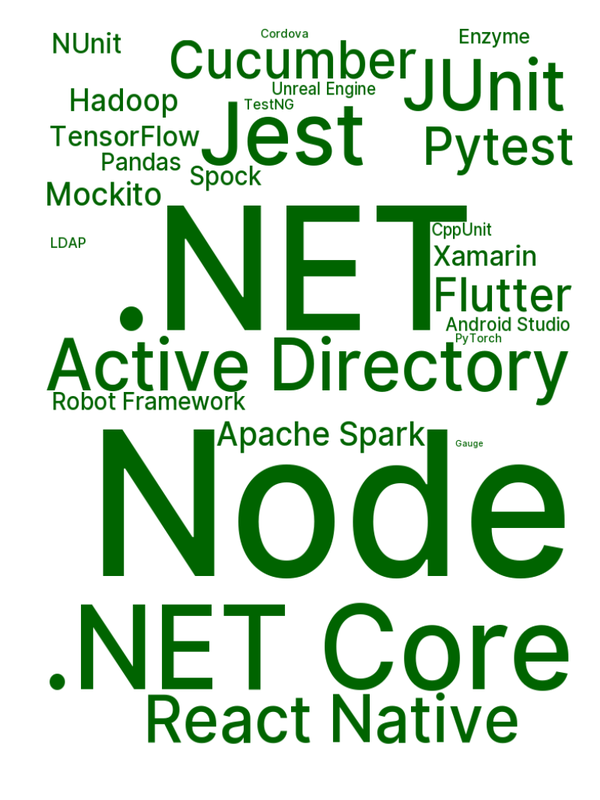 Cordova
NUnit
Enzyme
Cucumber
JUnit
Unreal Engine
Hadoop
TestNG
Jest
TensorFlow
Pytest
Pandas
Spock
Mockito
.NET
CppUnit
LDAP
Xamarin
Flutter
Android Studio
PyTorch
Active Directory
Robot Framework
Apache Spark
Gauge
Node
.NET Core
React Native